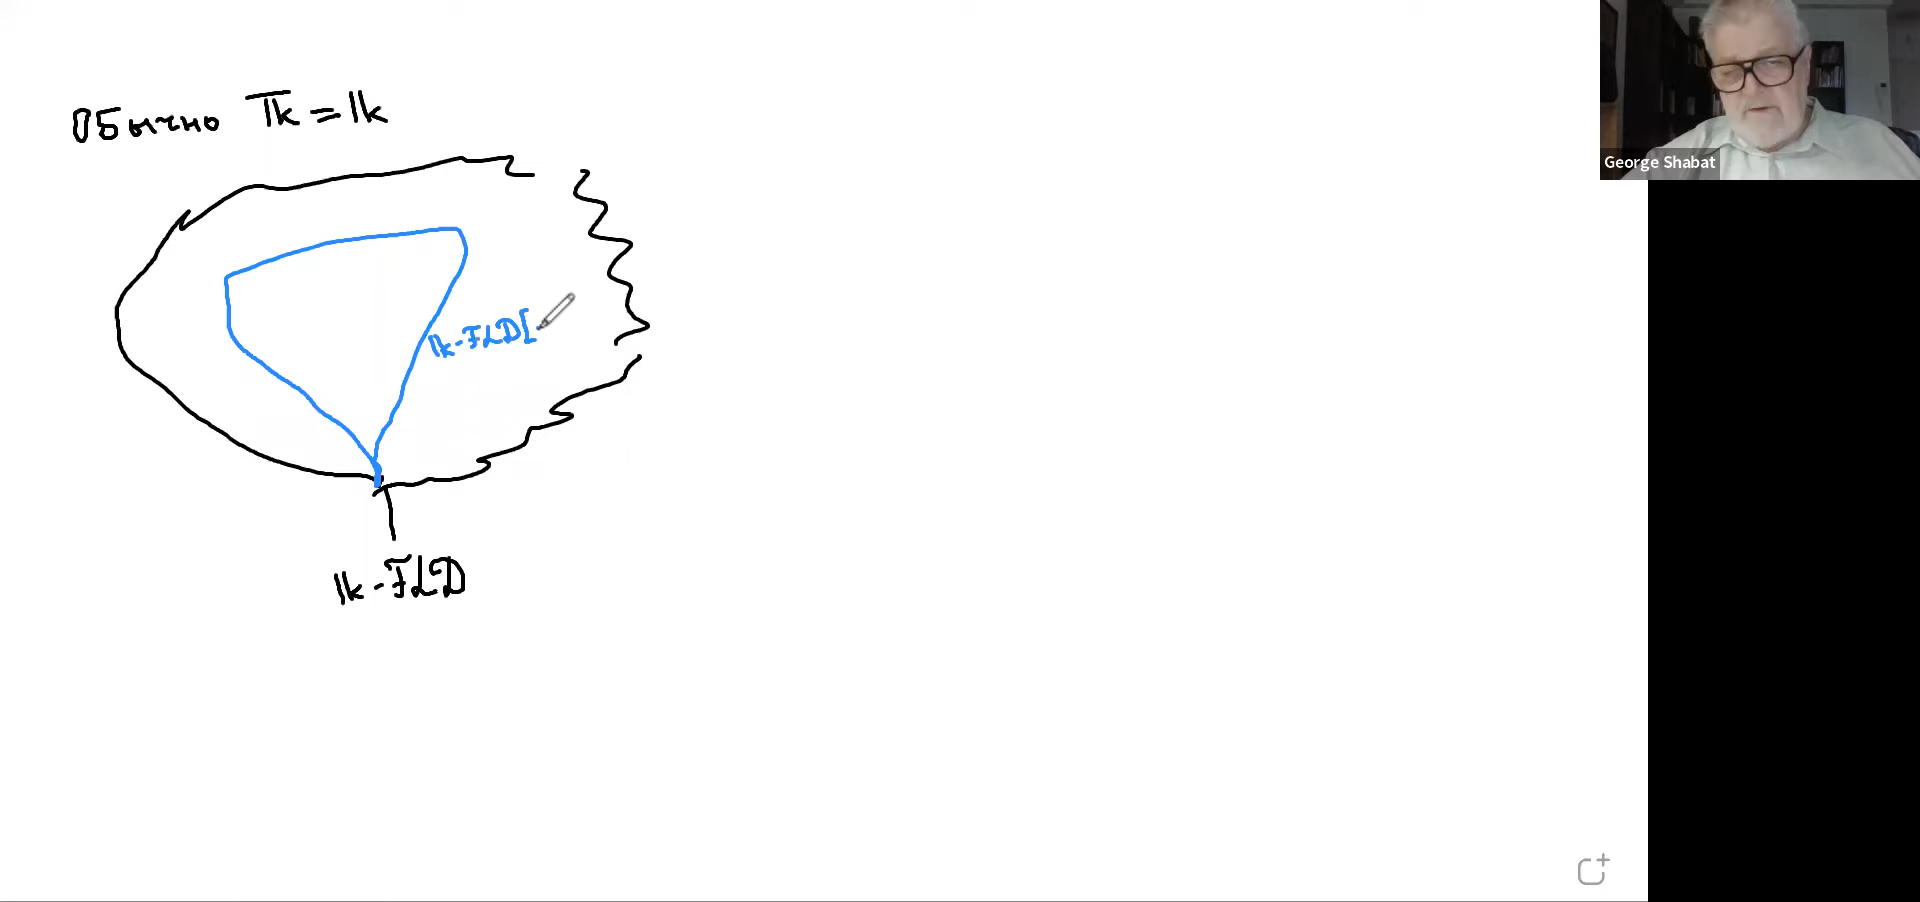 Обычно 𝕜̅ = 𝕜
George Shabat
𝕜-FLD[
𝕜-FLD